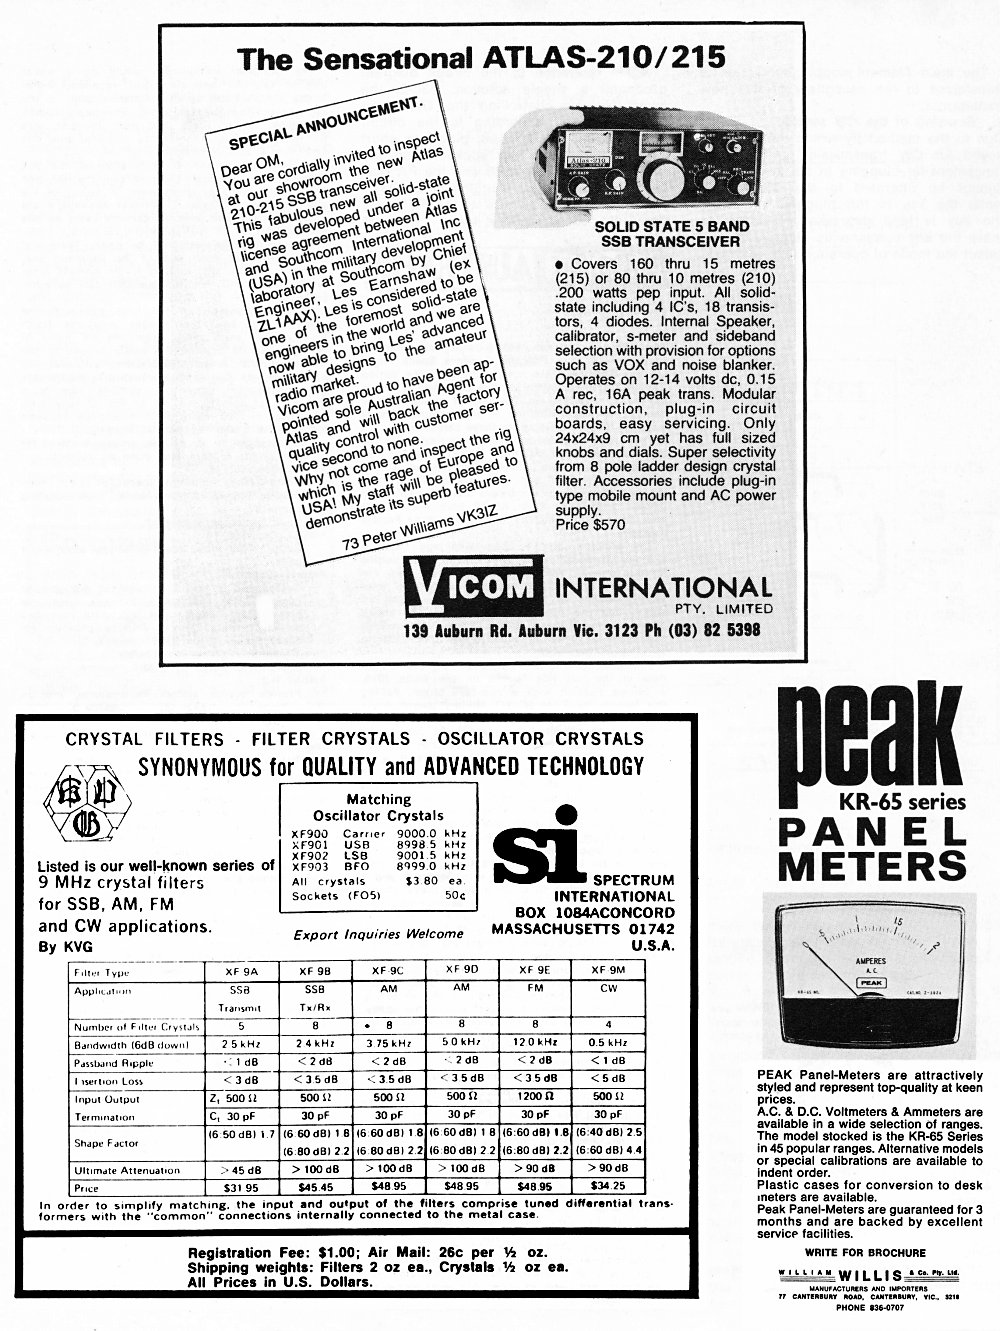 The Sensational ATLAS-210/215
SPECIAL ANNOUNCEMENT.
Dear OM,
You are cordially invited to inspect
at our showroom the new Atlas
210-215 SSB transceiver.
This fabulous new all solid-state
rig was developed under a joint
license agreement between Atlas
and Southcom International Inc
(USA) in the military development
laboratory at Southcom by Chief
Engineer, Les Earnshaw (ex
ZL1AAX). Les is considered to be
one of the foremost solid-state
engineers in the world and we are
now able to bring Les' advanced
military designs to the amateur
radio market.
Vicom are proud to have been ap-
pointed sole Australian Agent for
Atlas and will back the factory
quality control with customer ser-
vice second to none.
Why not come and inspect the rig
which is the rage of Europe and
USA! My staff will be pleased to
demonstrate its superb features.
73 Peter Williams VK3IZ
Atlas-210
SOLID STATE 5 BAND
SSB TRANSCEIVER
● Covers 160 thru 15 metres
(215) or 80 thru 10 metres (210)
.200 watts pep input. All solid-
state including 4 IC's, 18 transis-
tors, 4 diodes. Internal Speaker,
calibrator, s-meter and sideband
selection with provision for options
such as VOX and noise blanker.
Operates on 12-14 volts dc, 0.15
A rec, 16A peak trans. Modular
construction, plug-in circuit
boards, easy servicing. Only
24x24x9 cm yet has full sized
knobs and dials. Super selectivity
from 8 pole ladder design crystal
filter. Accessories include plug-in
type mobile mount and AC power
supply.
Price $570
VICOM INTERNATIONAL
PTY. LIMITED
139 Auburn Rd. Auburn Vic. 3123 Ph (03) 82 5398
CRYSTAL FILTERS - FILTER CRYSTALS - OSCILLATOR CRYSTALS
SYNONYMOUS for QUALITY and ADVANCED TECHNOLOGY
Listed is our well-known series of
9 MHz crystal filters
for SSB, AM, FM
and CW applications.
By KVG
Matching
Oscillator Crystals
XF900 Carrier 9000.0 kHz
XF901 USB 8998.5 kHz
XF902 LSB 9001.5 kHz
XF903 BFO 8999.0 kHz
All crystals $3.80 ea.
Sockets (FO5) 50c
Export Inquiries Welcome
si
SPECTRUM
INTERNATIONAL
BOX 1084ACONCORD
MASSACHUSETTS 01742
U.S.A.
Filter Type XF 9A XF 9B XF 9C XF 9D XF 9E XF 9M
Application SSB SSB AM AM FM CW
Transmit Tx/Rx
Number of Filter Crystals 5 8 8 8 8 4
Bandwidth (6dB down) 2 5 kHz 2 4 kHz 3 75 kHz 5 0 kHz 12 0 kHz 0.5 kHz
Passband Ripple < 1 dB < 2 dB < 2 dB < 2 dB < 2 dB < 1 dB
Insertion Loss < 3 dB < 3 5 dB < 3 5 dB < 3 5 dB < 3 5 dB < 5 dB
Input Output Zt 500 Ω 500 Ω 500 Ω 500 Ω 1200 Ω 500 Ω
Termination Ct 30 pF 30 pF 30 pF 30 pF 30 pF 30 pF
Shape Factor (6:50 dB) 1.7 (6:60 dB) 1 8 (6 60 dB) 1.8 (6 60 dB) 1 8 (6:60 dB) 1.8 (6:40 dB) 2.5
(6:80 dB) 2 2 (6 80 dB) 2.2 (6 80 dB) 2.2 (6:80 dB) 2.2 (6:60 dB) 4.4
Ultimate Attenuation > 45 dB > 100 dB > 100 dB > 100 dB > 90 dB > 90 dB
Price $31 95 $45.45 $48.95 $48 95 $48.95 $34.25
In order to simplify matching, the input and output of the filters comprise tuned differential trans-
formers with the "common" connections internally connected to the metal case.
Registration Fee: $1.00; Air Mail: 26c per ½ oz.
Shipping weights: Filters 2 oz ea., Crystals ½ oz ea.
All Prices in U.S. Dollars.
peak
KR-65 series
PANEL
METERS
0 5 1 1.5 2
AMPERES
A.C.
PEAK
PEAK Panel-Meters are attractively
styled and represent top-quality at keen
prices.
A.C. & D.C. Voltmeters & Ammeters are
available in a wide selection of ranges.
The model stocked is the KR-65 Series
in 45 popular ranges. Alternative models
or special calibrations are available to
indent order.
Plastic cases for conversion to desk
meters are available.
Peak Panel-Meters are guaranteed for 3
months and are backed by excellent
service facilities.
WRITE FOR BROCHURE
WILLIAM WILLIS & Co. Pty. Ltd.
MANUFACTURERS AND IMPORTERS
77 CANTERBURY ROAD, CANTERBURY, VIC., 3216
PHONE 836-0707